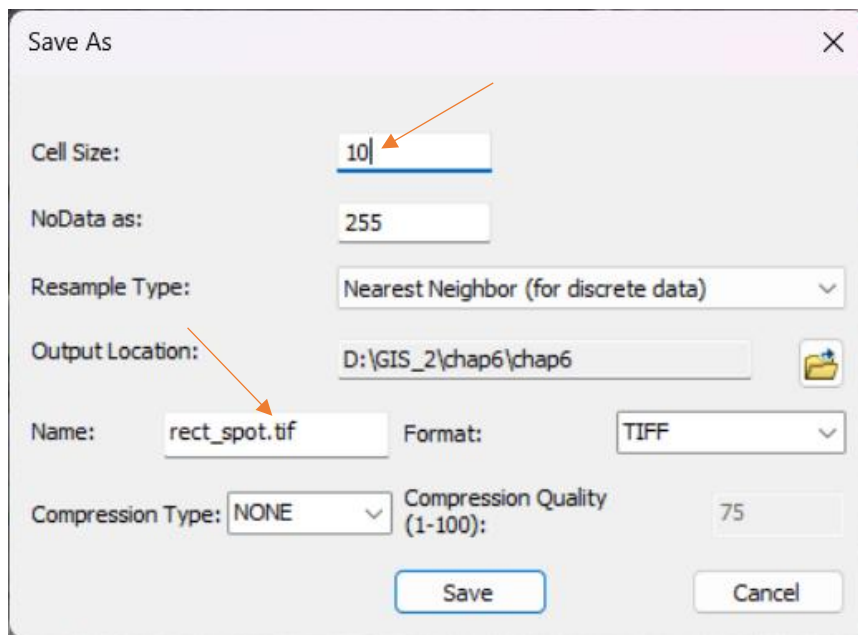 Save As
Cell Size: 10
NoData as: 255
Resample Type: Nearest Neighbor (for discrete data)
Output Location: D:\GIS_2\chap6\chap6
Name: rect_spot.tif Format: TIFF
Compression Type: NONE Compression Quality
(1-100): 75
Save Cancel